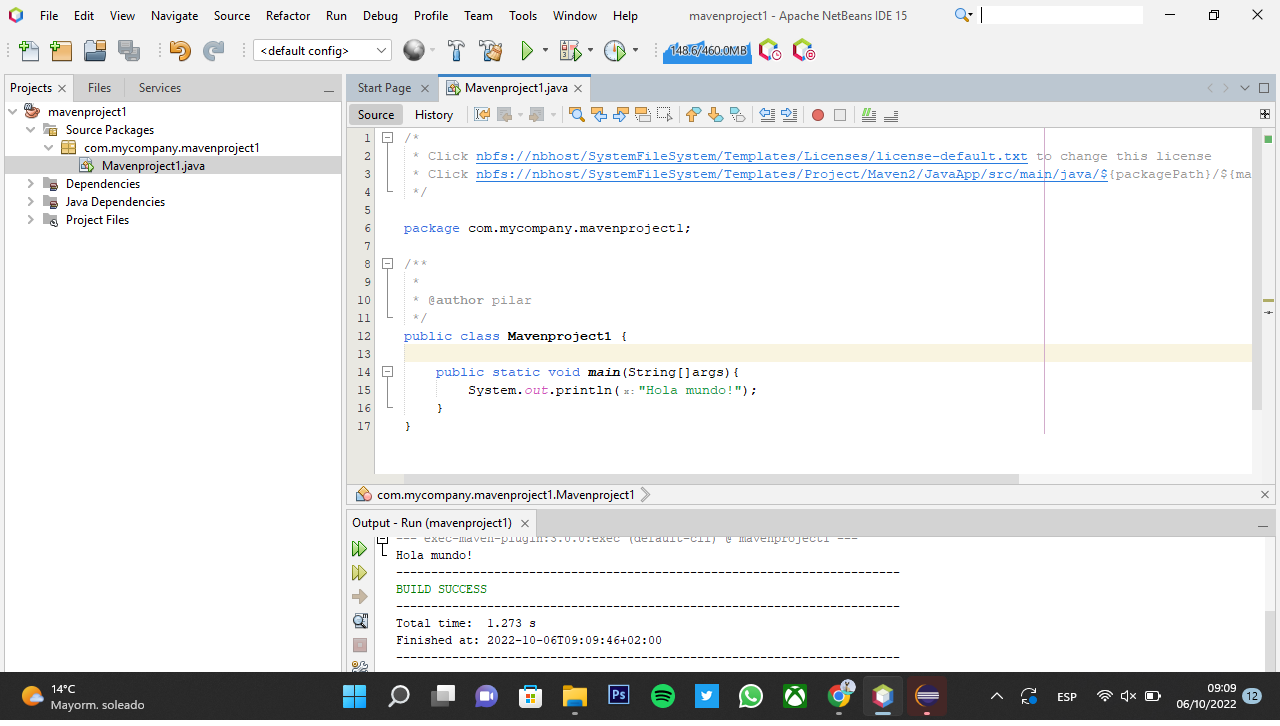 File Edit View Navigate Source Refactor Run Debug Profile Team Tools Window Help mavenproject1 - Apache NetBeans IDE 15
<default config> 148.6/460.0MB
Projects Files Services
mavenproject1
Source Packages
com.mycompany.mavenproject1
Mavenproject1.java
Dependencies
Java Dependencies
Project Files
Start Page Mavenproject1.java
Source History
1 /*
2 * Click nbfs://nbhost/SystemFileSystem/Templates/Licenses/license-default.txt to change this license
3 * Click nbfs://nbhost/SystemFileSystem/Templates/Project/Maven2/JavaApp/src/main/java/${packagePath}/${ma
4 */
5
6 package com.mycompany.mavenproject1;
7
8 /**
9 *
10 * @author pilar
11 */
12 public class Mavenproject1 {
13
14 public static void main(String[]args){
15 System.out.println( x: "Hola mundo!");
16 }
17 }
com.mycompany.mavenproject1.Mavenproject1
Output - Run (mavenproject1)
--- exec-maven-plugin:3.0.0:exec (default-cli) @ mavenproject1 ---
Hola mundo!
------------------------------------------------------------------------
BUILD SUCCESS
------------------------------------------------------------------------
Total time: 1.273 s
Finished at: 2022-10-06T09:09:46+02:00
------------------------------------------------------------------------
14°C
Mayorm. soleado
Ps
ESP
09:09
06/10/2022
12